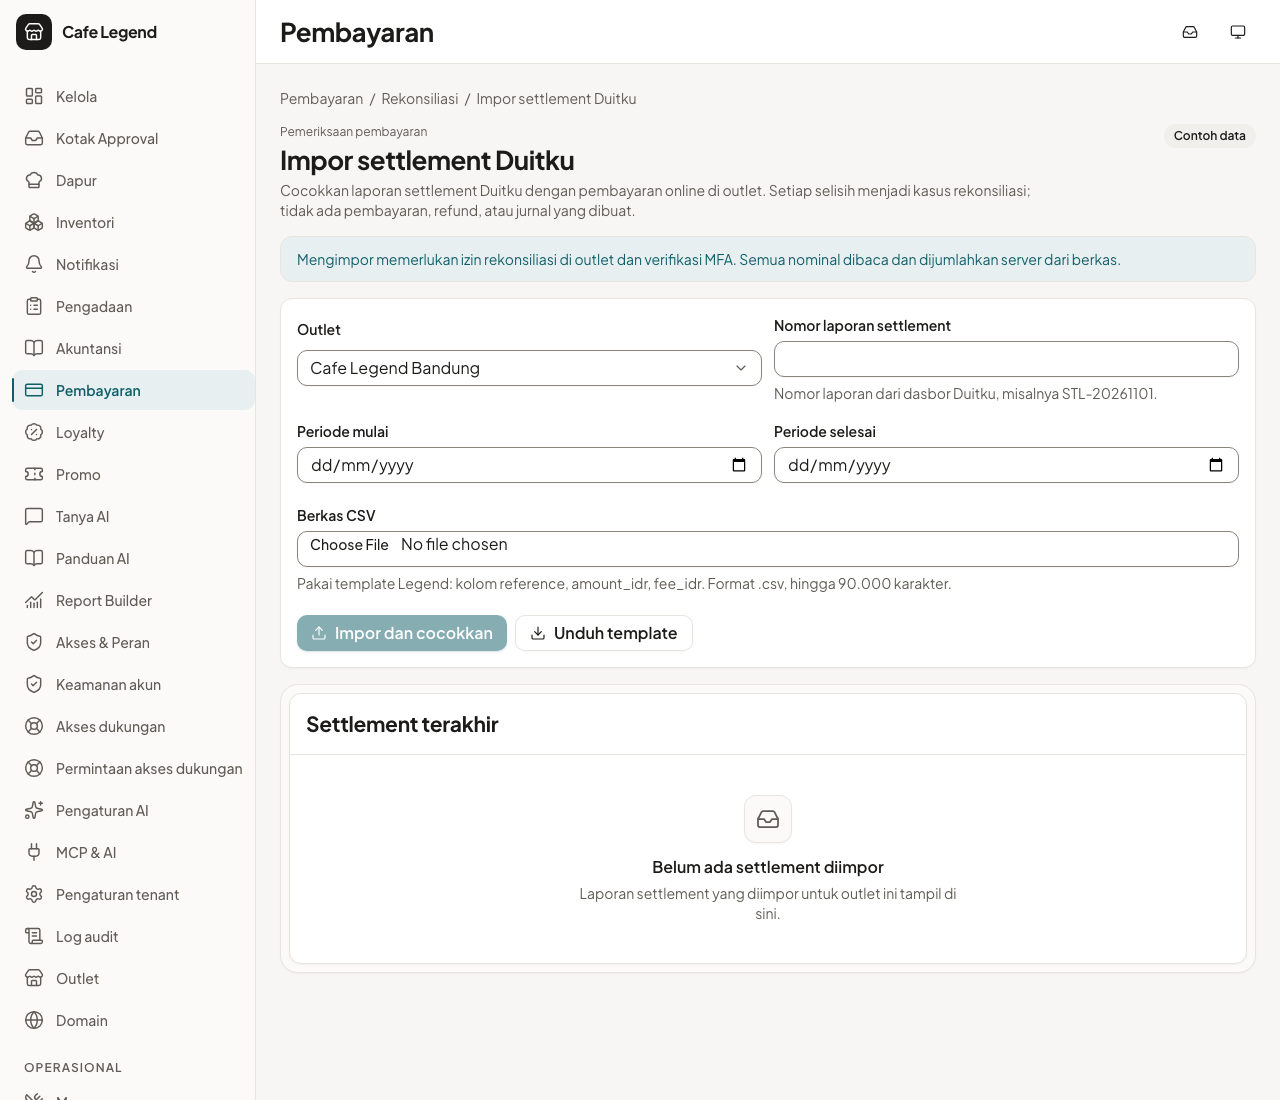 Cafe Legend
Kelola
Kotak Approval
Dapur
Inventori
Notifikasi
Pengadaan
Akuntansi
Pembayaran
Loyalty
Promo
Tanya AI
Panduan AI
Report Builder
Akses & Peran
Keamanan akun
Akses dukungan
Permintaan akses dukungan
Pengaturan AI
MCP & AI
Pengaturan tenant
Log audit
Outlet
Domain
OPERASIONAL
Pembayaran
Pembayaran / Rekonsiliasi / Impor settlement Duitku
Pemeriksaan pembayaran
Contoh data
Impor settlement Duitku
Cocokkan laporan settlement Duitku dengan pembayaran online di outlet. Setiap selisih menjadi kasus rekonsiliasi;
tidak ada pembayaran, refund, atau jurnal yang dibuat.
Mengimpor memerlukan izin rekonsiliasi di outlet dan verifikasi MFA. Semua nominal dibaca dan dijumlahkan server dari berkas.
Outlet
Cafe Legend Bandung
Nomor laporan settlement
Nomor laporan dari dasbor Duitku, misalnya STL-20261101.
Periode mulai
dd/mm/yyyy
Periode selesai
dd/mm/yyyy
Berkas CSV
Choose File No file chosen
Pakai template Legend: kolom reference, amount_idr, fee_idr. Format .csv, hingga 90.000 karakter.
Impor dan cocokkan
Unduh template
Settlement terakhir
Belum ada settlement diimpor
Laporan settlement yang diimpor untuk outlet ini tampil di
sini.